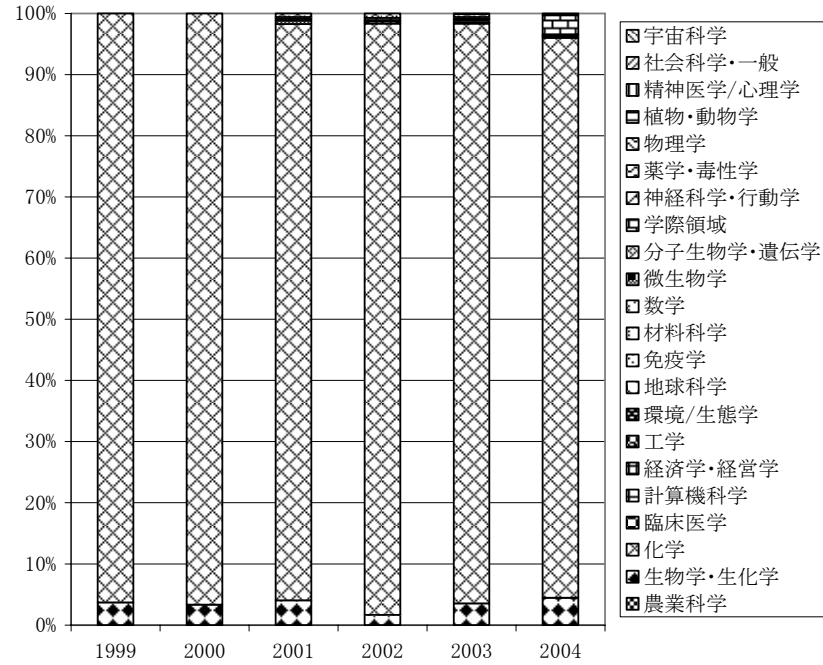 100%
90%
80%
70%
60%
50%
40%
30%
20%
10%
0%
1999 2000 2001 2002 2003 2004
宇宙科学
社会科学・一般
精神医学/心理学
植物・動物学
物理学
薬学・毒性学
神経科学・行動学
学際領域
分子生物学・遺伝学
微生物学
数学
材料科学
免疫学
地球科学
環境/生態学
工学
経済学・経営学
計算機科学
臨床医学
化学
生物学・生化学
農業科学